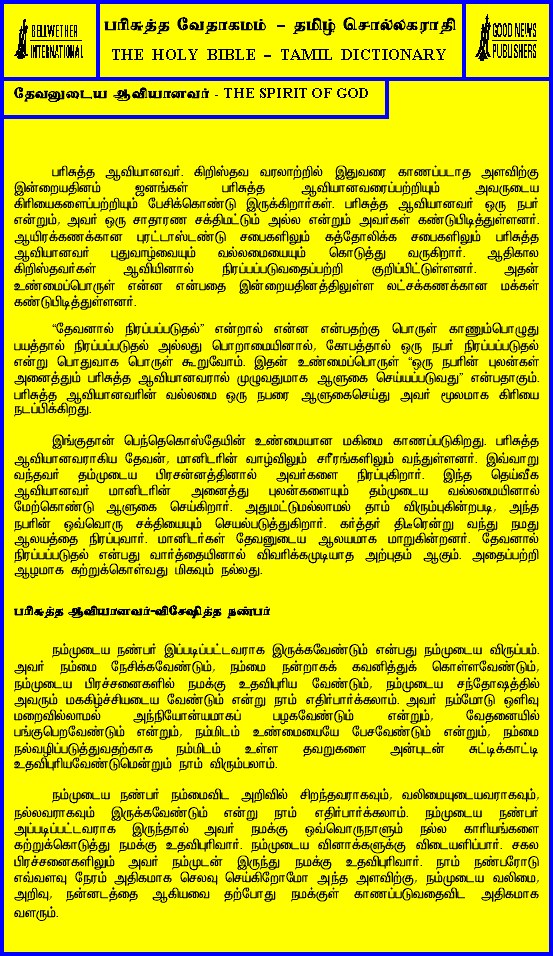 BELLWETHER
INTERNATIONAL
பரிசுத்த வேதாகமம் – தமிழ் சொல்லகராதி
THE HOLY BIBLE – TAMIL DICTIONARY
GOOD NEWS
PUBLISHERS
தேவனுடைய ஆவியானவர் - THE SPIRIT OF GOD
பரிசுத்த ஆவியானவர். கிறிஸ்தவ வரலாற்றில் இதுவரை காணப்படாத அளவிற்கு
இன்றையதினம் ஜனங்கள் பரிசுத்த ஆவியானவரைப்பற்றியும் அவருடைய
கிரியைகளைப்பற்றியும் பேசிக்கொண்டு இருக்கிறார்கள். பரிசுத்த ஆவியானவர் ஒரு நபர்
என்றும், அவர் ஒரு சாதாரண சக்திமட்டும் அல்ல என்றும் அவர்கள் கண்டுபிடித்துள்ளனர்.
ஆயிரக்கணக்கான புரட்டாஸ்டண்டு சபைகளிலும் கத்தோலிக்க சபைகளிலும் பரிசுத்த
ஆவியானவர் புதுவாழ்வையும் வல்லமையையும் கொடுத்து வருகிறார். ஆதிகால
கிறிஸ்தவர்கள் ஆவியினால் நிரப்பப்படுவதைப்பற்றி குறிப்பிட்டுள்ளனர். அதன்
உண்மைப்பொருள் என்ன என்பதை இன்றையதினத்திலுள்ள லட்சக்கணக்கான மக்கள்
கண்டுபிடித்துள்ளனர்.
“தேவனால் நிரப்பப்படுதல்” என்றால் என்ன என்பதற்கு பொருள் காணும்பொழுது
பயத்தால் நிரப்பப்படுதல் அல்லது பொறாமையினால், கோபத்தால் ஒரு நபர் நிரப்பப்படுதல்
என்று பொதுவாக பொருள் கூறுவோம். இதன் உண்மைப்பொருள் “ஒரு நபரின் புலன்கள்
அனைத்தும் பரிசுத்த ஆவியானவரால் முழுவதுமாக ஆளுகை செய்யப்படுவது” என்பதாகும்.
பரிசுத்த ஆவியானவரின் வல்லமை ஒரு நபரை ஆளுகைசெய்து அவர் மூலமாக கிரியை
நடப்பிக்கிறது.
இங்குதான் பெந்தெகொஸ்தேயின் உண்மையான மகிமை காணப்படுகிறது. பரிசுத்த
ஆவியானவராகிய தேவன், மானிடரின் வாழ்விலும் சரீரங்களிலும் வந்துள்ளனர். இவ்வாறு
வந்தவர் தம்முடைய பிரசன்னத்தினால் அவர்களை நிரப்புகிறார். இந்த தெய்வீக
ஆவியானவர் மானிடரின் அனைத்து புலன்களையும் தம்முடைய வல்லமையினால்
மேற்கொண்டு ஆளுகை செய்கிறார். அதுமட்டுமல்லாமல் தாம் விரும்புகின்றபடி, அந்த
நபரின் ஒவ்வொரு சக்தியையும் செயல்படுத்துகிறார். கர்த்தர் திடீரென்று வந்து நமது
ஆலயத்தை நிரப்புவார். மானிடர்கள் தேவனுடைய ஆலயமாக மாறுகின்றனர். தேவனால்
நிரப்பப்படுதல் என்பது வார்த்தையினால் விவரிக்கமுடியாத அற்புதம் ஆகும். அதைப்பற்றி
ஆழமாக கற்றுக்கொள்வது மிகவும் நல்லது.
பரிசுத்த ஆவியானவர்-விசேஷித்த நண்பர்
நம்முடைய நண்பர் இப்படிப்பட்டவராக இருக்கவேண்டும் என்பது நம்முடைய விருப்பம்.
அவர் நம்மை நேசிக்கவேண்டும், நம்மை நன்றாகக் கவனித்துக் கொள்ளவேண்டும்,
நம்முடைய பிரச்சனைகளில் நமக்கு உதவிபுரிய வேண்டும், நம்முடைய சந்தோஷத்தில்
அவரும் மகிழ்ச்சியடைய வேண்டும் என்று நாம் எதிர்பார்க்கலாம். அவர் நம்மோடு ஒளிவு
மறைவில்லாமல் அந்நியோன்யமாகப் பழகவேண்டும் என்றும், வேதனையில்
பங்குபெறவேண்டும் என்றும், நம்மிடம் உண்மையையே பேசவேண்டும் என்றும், நம்மை
நல்வழிப்படுத்துவதற்காக நம்மிடம் உள்ள தவறுகளை அன்புடன் சுட்டிக்காட்டி
உதவிபுரியவேண்டுமென்றும் நாம் விரும்பலாம்.
நம்முடைய நண்பர் நம்மைவிட அறிவில் சிறந்தவராகவும், வலிமையுடையவராகவும்,
நல்லவராகவும் இருக்கவேண்டும் என்று நாம் எதிர்பார்க்கலாம். நம்முடைய நண்பர்
அப்படிப்பட்டவராக இருந்தால் அவர் நமக்கு ஒவ்வொருநாளும் நல்ல காரியங்களை
கற்றுக்கொடுத்து நமக்கு உதவிபுரிவார். நம்முடைய வினாக்களுக்கு விடையளிப்பார். சகல
பிரச்சனைகளிலும் அவர் நம்முடன் இருந்து நமக்கு உதவிபுரிவார். நாம் நண்பரோடு
எவ்வளவு நேரம் அதிகமாக செலவு செய்கிறோமோ அந்த அளவிற்கு, நம்முடைய வலிமை,
அறிவு, நன்னடத்தை ஆகியவை தற்போது நமக்குள் காணப்படுவதைவிட அதிகமாக
வளரும்.